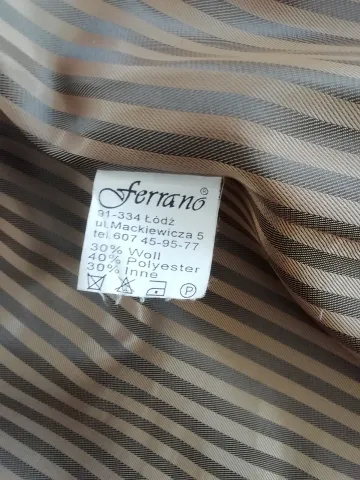 ferrano®
91-334 Łódź
ul.Mackiewicza 5
tel.607 45-95-77
30% Woll
40% Polyester
30% Inne
P